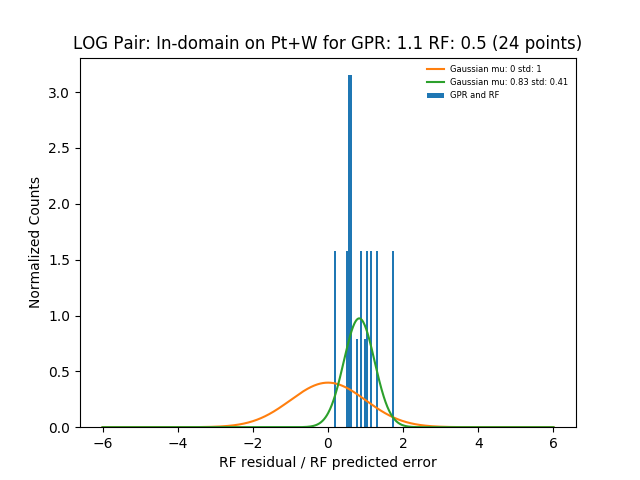 LOG Pair: In-domain on Pt+W for GPR: 1.1 RF: 0.5 (24 points)
Gaussian mu: 0 std: 1
Gaussian mu: 0.83 std: 0.41
GPR and RF
Normalized Counts
3.0
2.5
2.0
1.5
1.0
0.5
0.0
−6 −4 −2 0 2 4 6
RF residual / RF predicted error